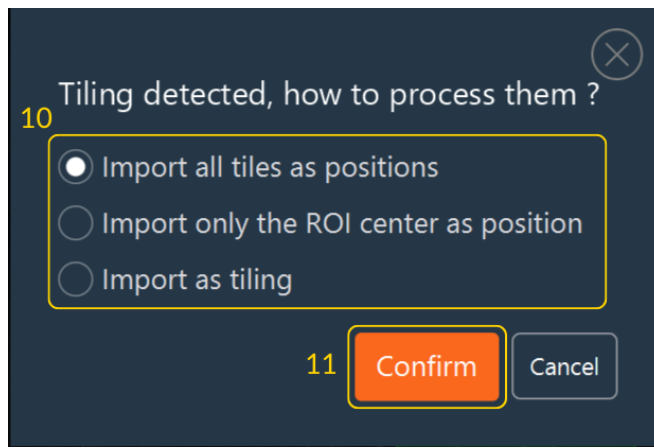 Tiling detected, how to process them ?
10
Import all tiles as positions
Import only the ROI center as position
Import as tiling
11 Confirm Cancel